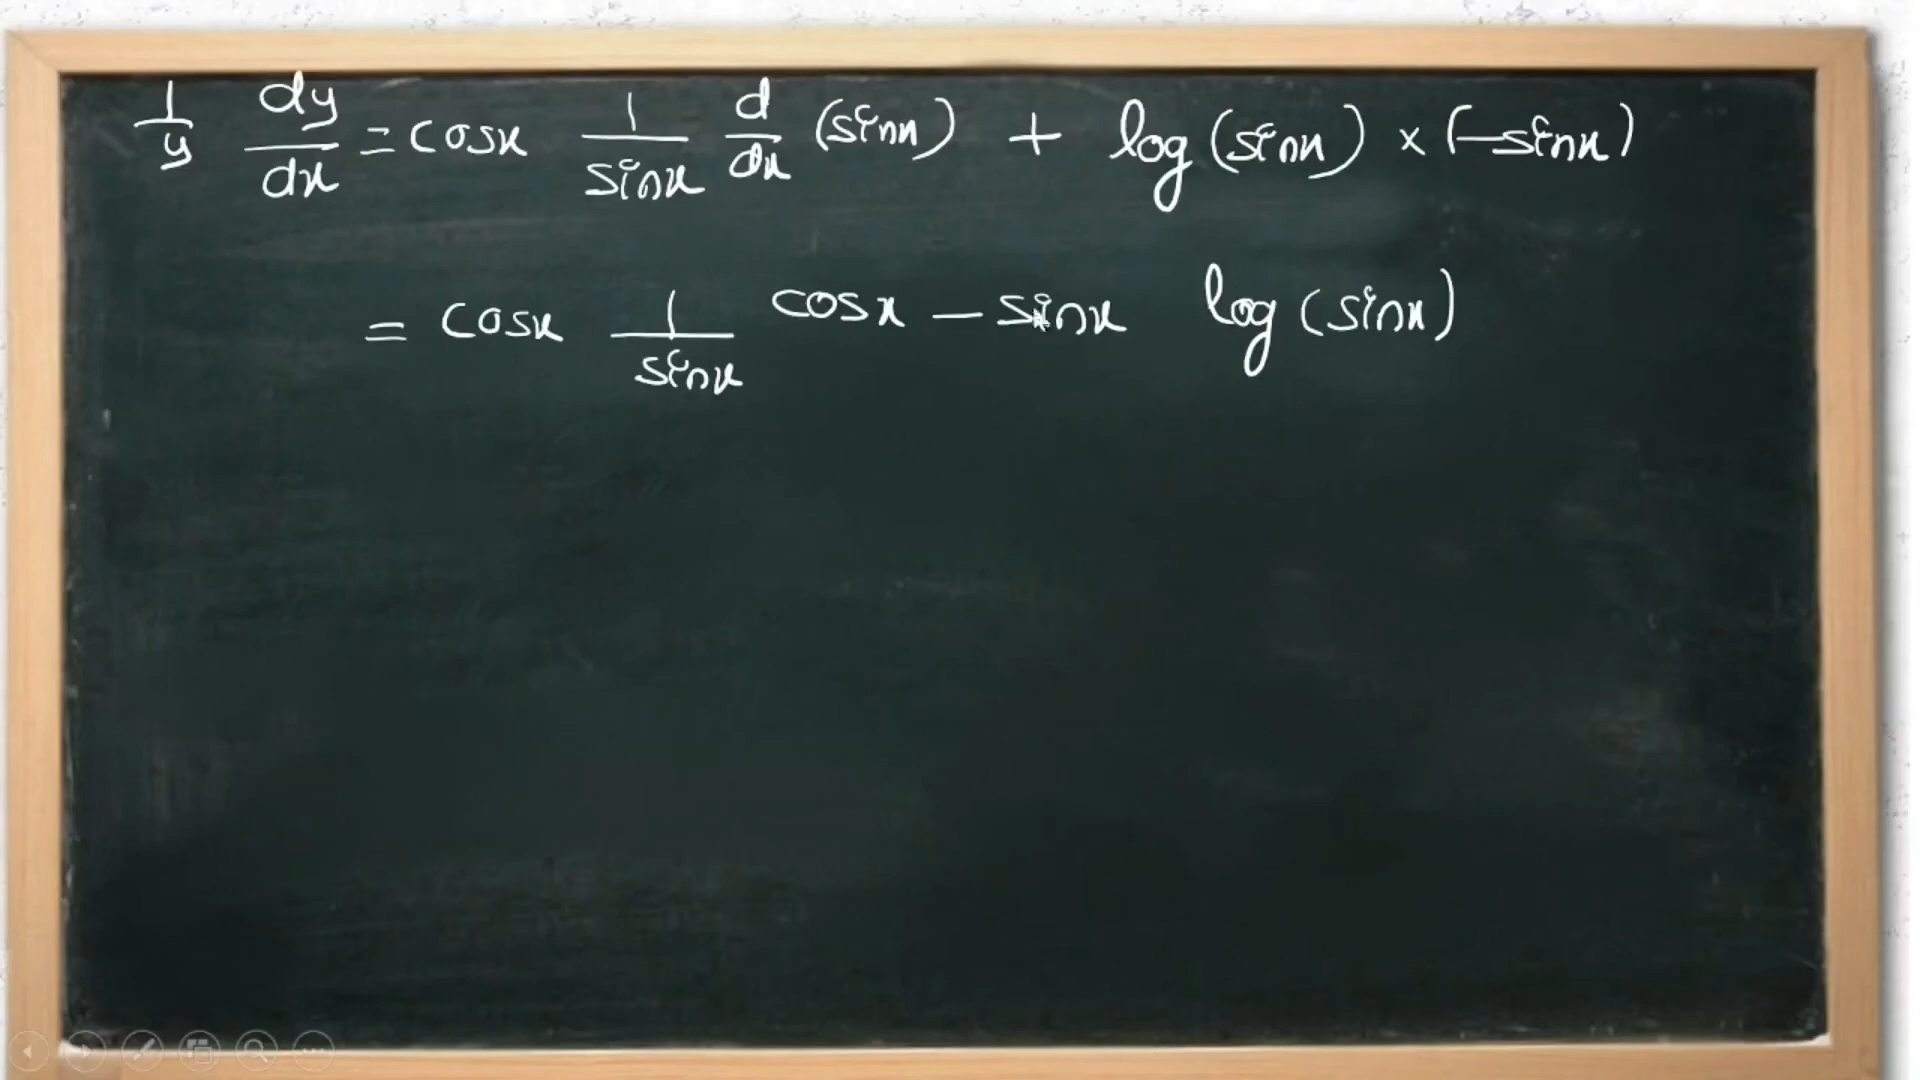 1/y dy/dx = cosx 1/sinx d/dx (sinx) + log (sinx) × (-sinx)
= cosx 1/sinx cosx - sinx log (sinx)